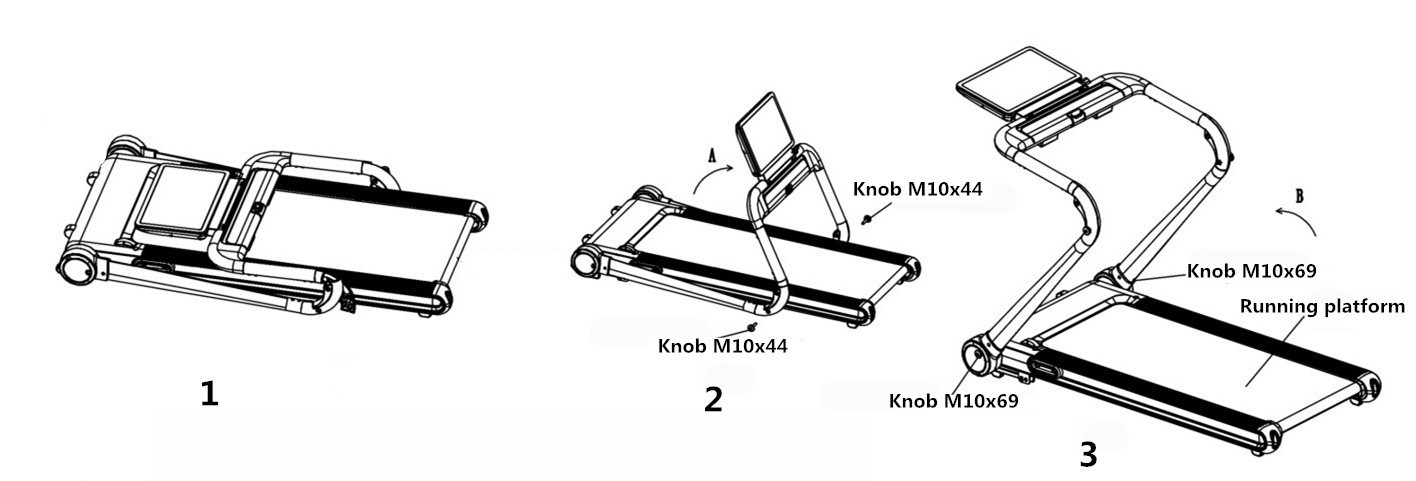 A
Knob M10x44
Knob M10x44
B
Knob M10x69
Running platform
Knob M10x69
1
2
3